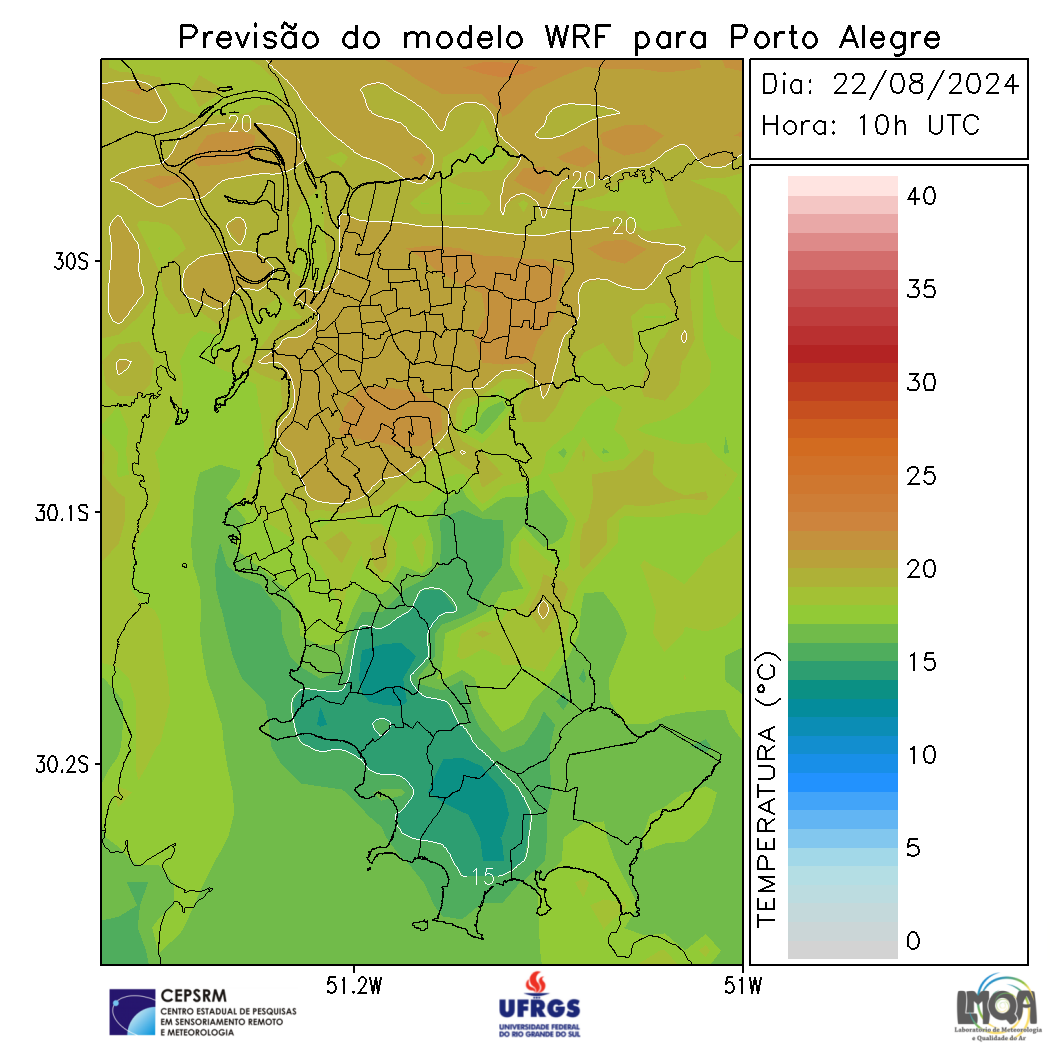 Previsão do modelo WRF para Porto Alegre
Dia: 22/08/2024
Hora: 10h UTC
20
20
20
15
30S
30.1S
30.2S
51.2W
51W
TEMPERATURA (°C)
40
35
30
25
20
15
10
5
0
CEPSRM
CENTRO ESTADUAL DE PESQUISAS
EM SENSORIAMENTO REMOTO
E METEOROLOGIA
UFRGS
UNIVERSIDADE FEDERAL
DO RIO GRANDE DO SUL
LMQA
Laboratório de Meteorologia
e Qualidade do Ar